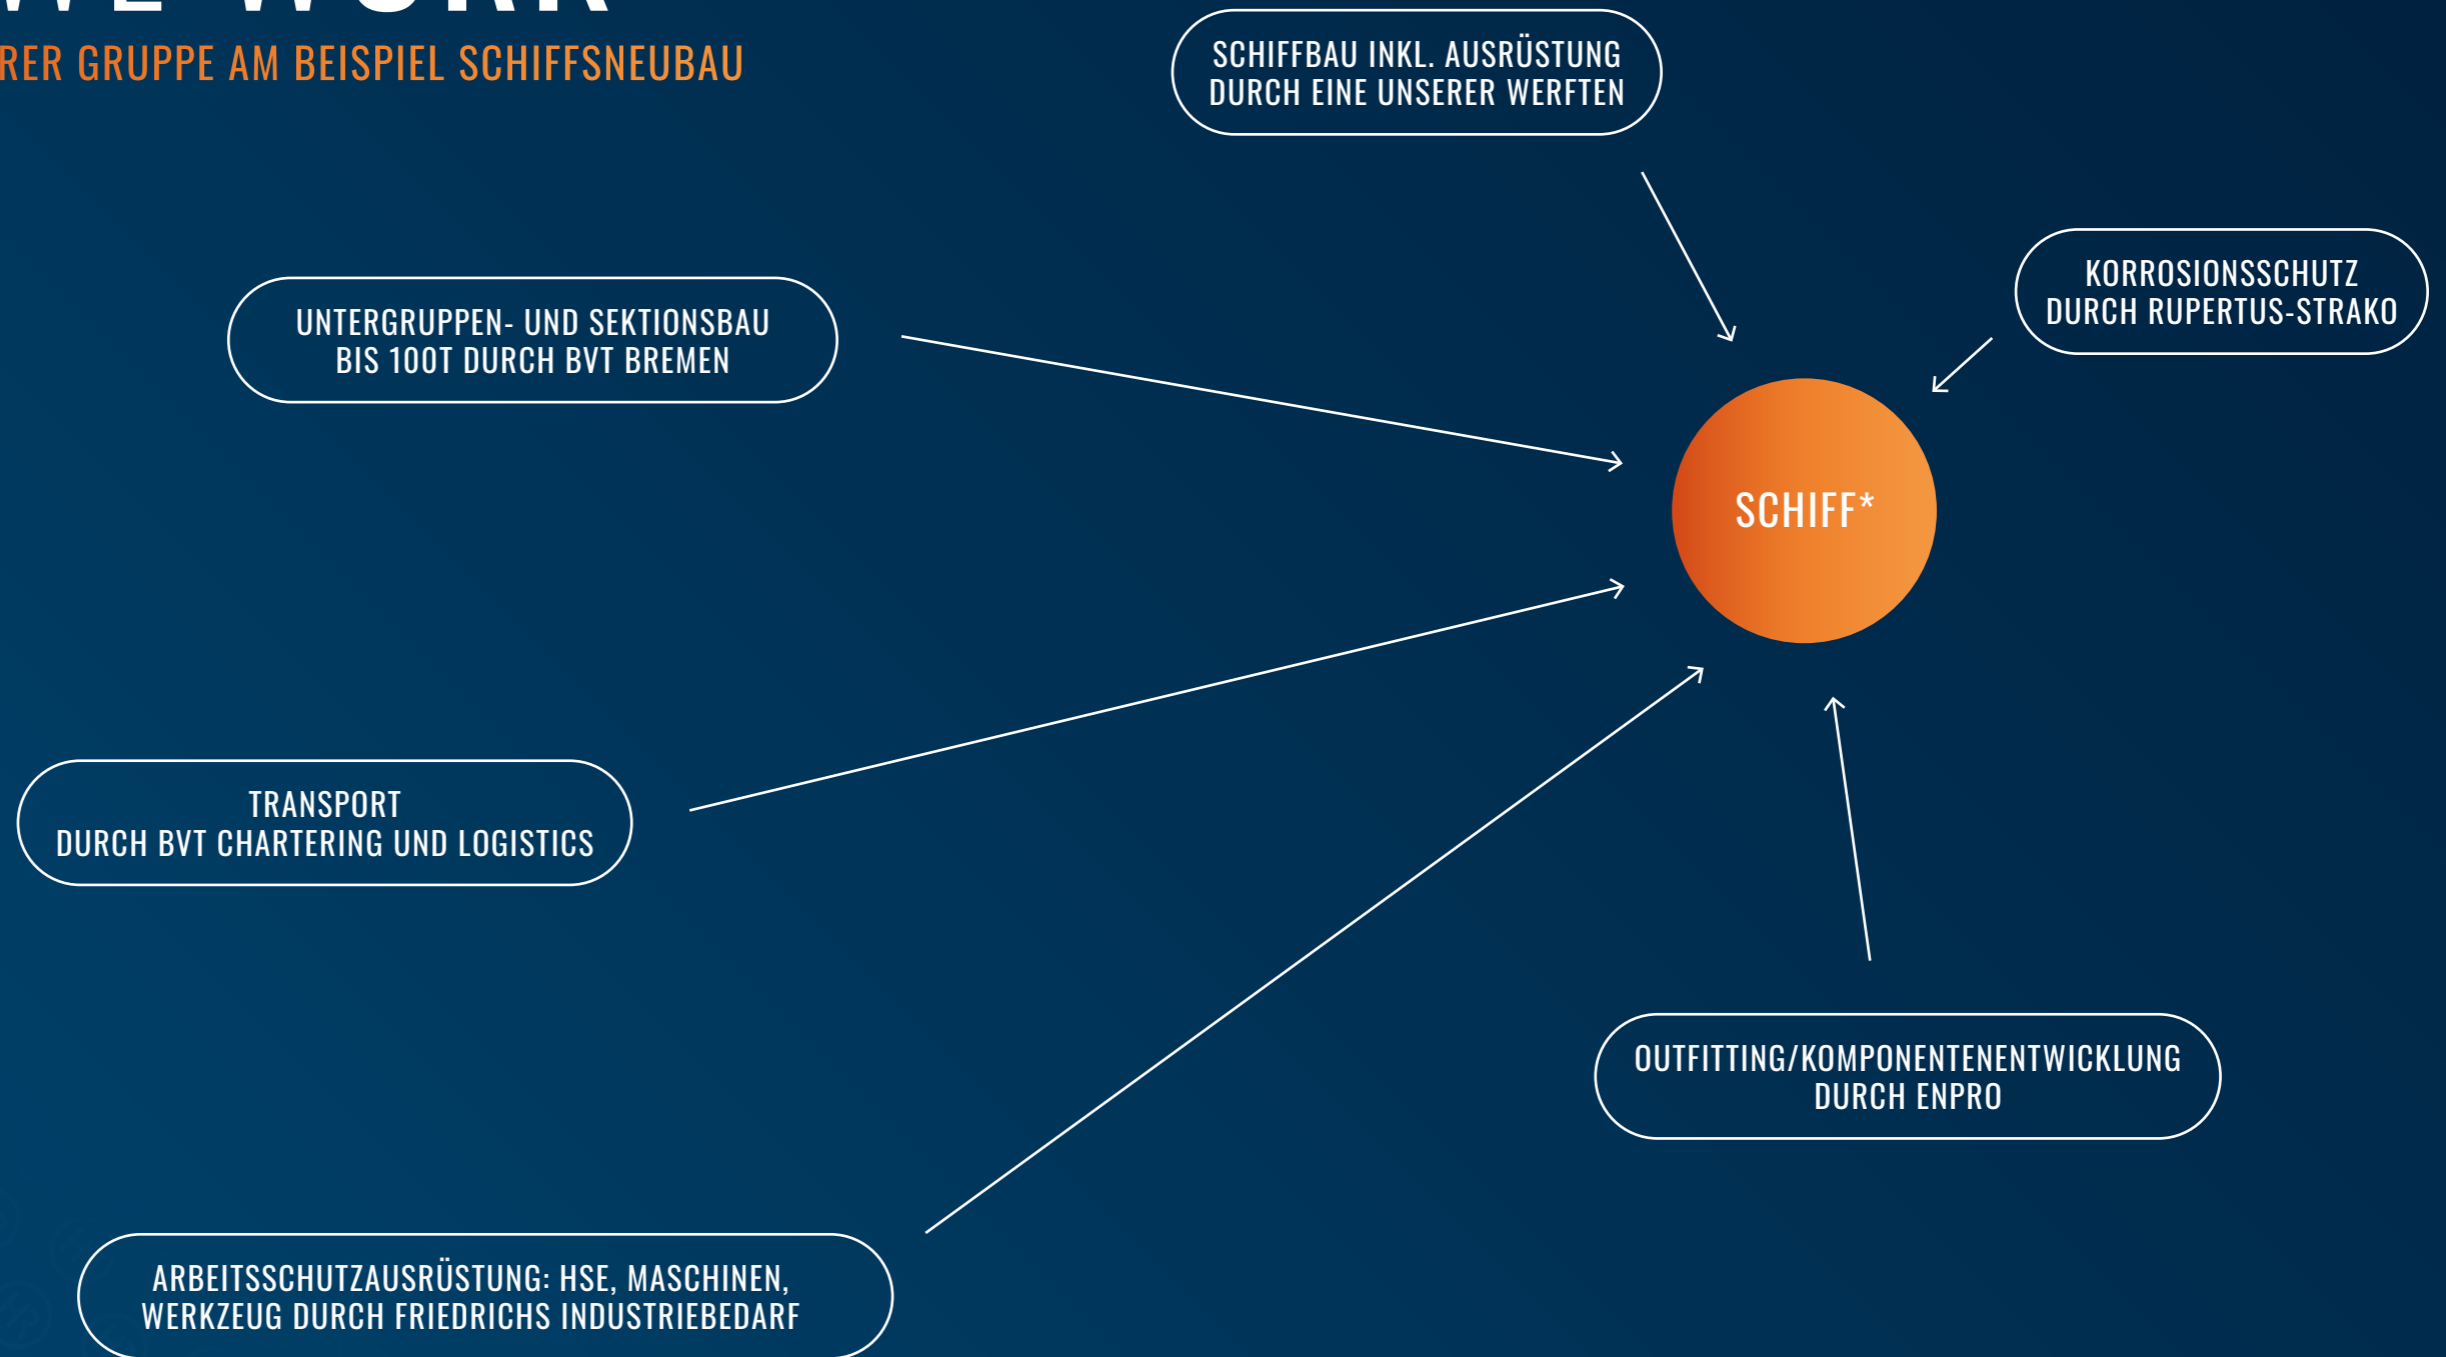 WE WORK
RER GRUPPE AM BEISPIEL SCHIFFSNEUBAU
SCHIFFBAU INKL. AUSRÜSTUNG
DURCH EINE UNSERER WERFTEN
KORROSIONSSCHUTZ
DURCH RUPERTUS-STRAKO
UNTERGRUPPEN- UND SEKTIONSBAU
BIS 100T DURCH BVT BREMEN
SCHIFF*
TRANSPORT
DURCH BVT CHARTERING UND LOGISTICS
OUTFITTING/KOMPONENTENENTWICKLUNG
DURCH ENPRO
ARBEITSSCHUTZAUSRÜSTUNG: HSE, MASCHINEN,
WERKZEUG DURCH FRIEDRICHS INDUSTRIEBEDARF